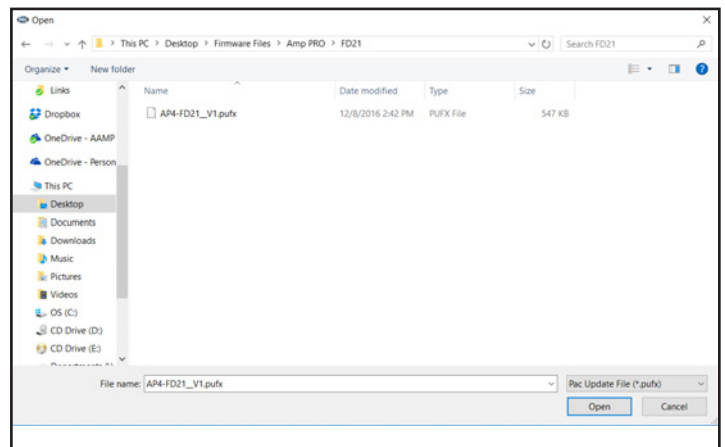 Open
This PC > Desktop > Firmware Files > Amp PRO > FD21
Search FD21
Organize New folder
Name Date modified Type Size
AP4-FD21__V1.pufx 12/8/2016 2:42 PM PUFX File 547 KB
Links
Dropbox
OneDrive - AAMP
OneDrive - Person
This PC
Desktop
Documents
Downloads
Music
Pictures
Videos
OS (C:)
CD Drive (D:)
CD Drive (E:)
File name: AP4-FD21__V1.pufx Pac Update File (*.pufx)
Open Cancel